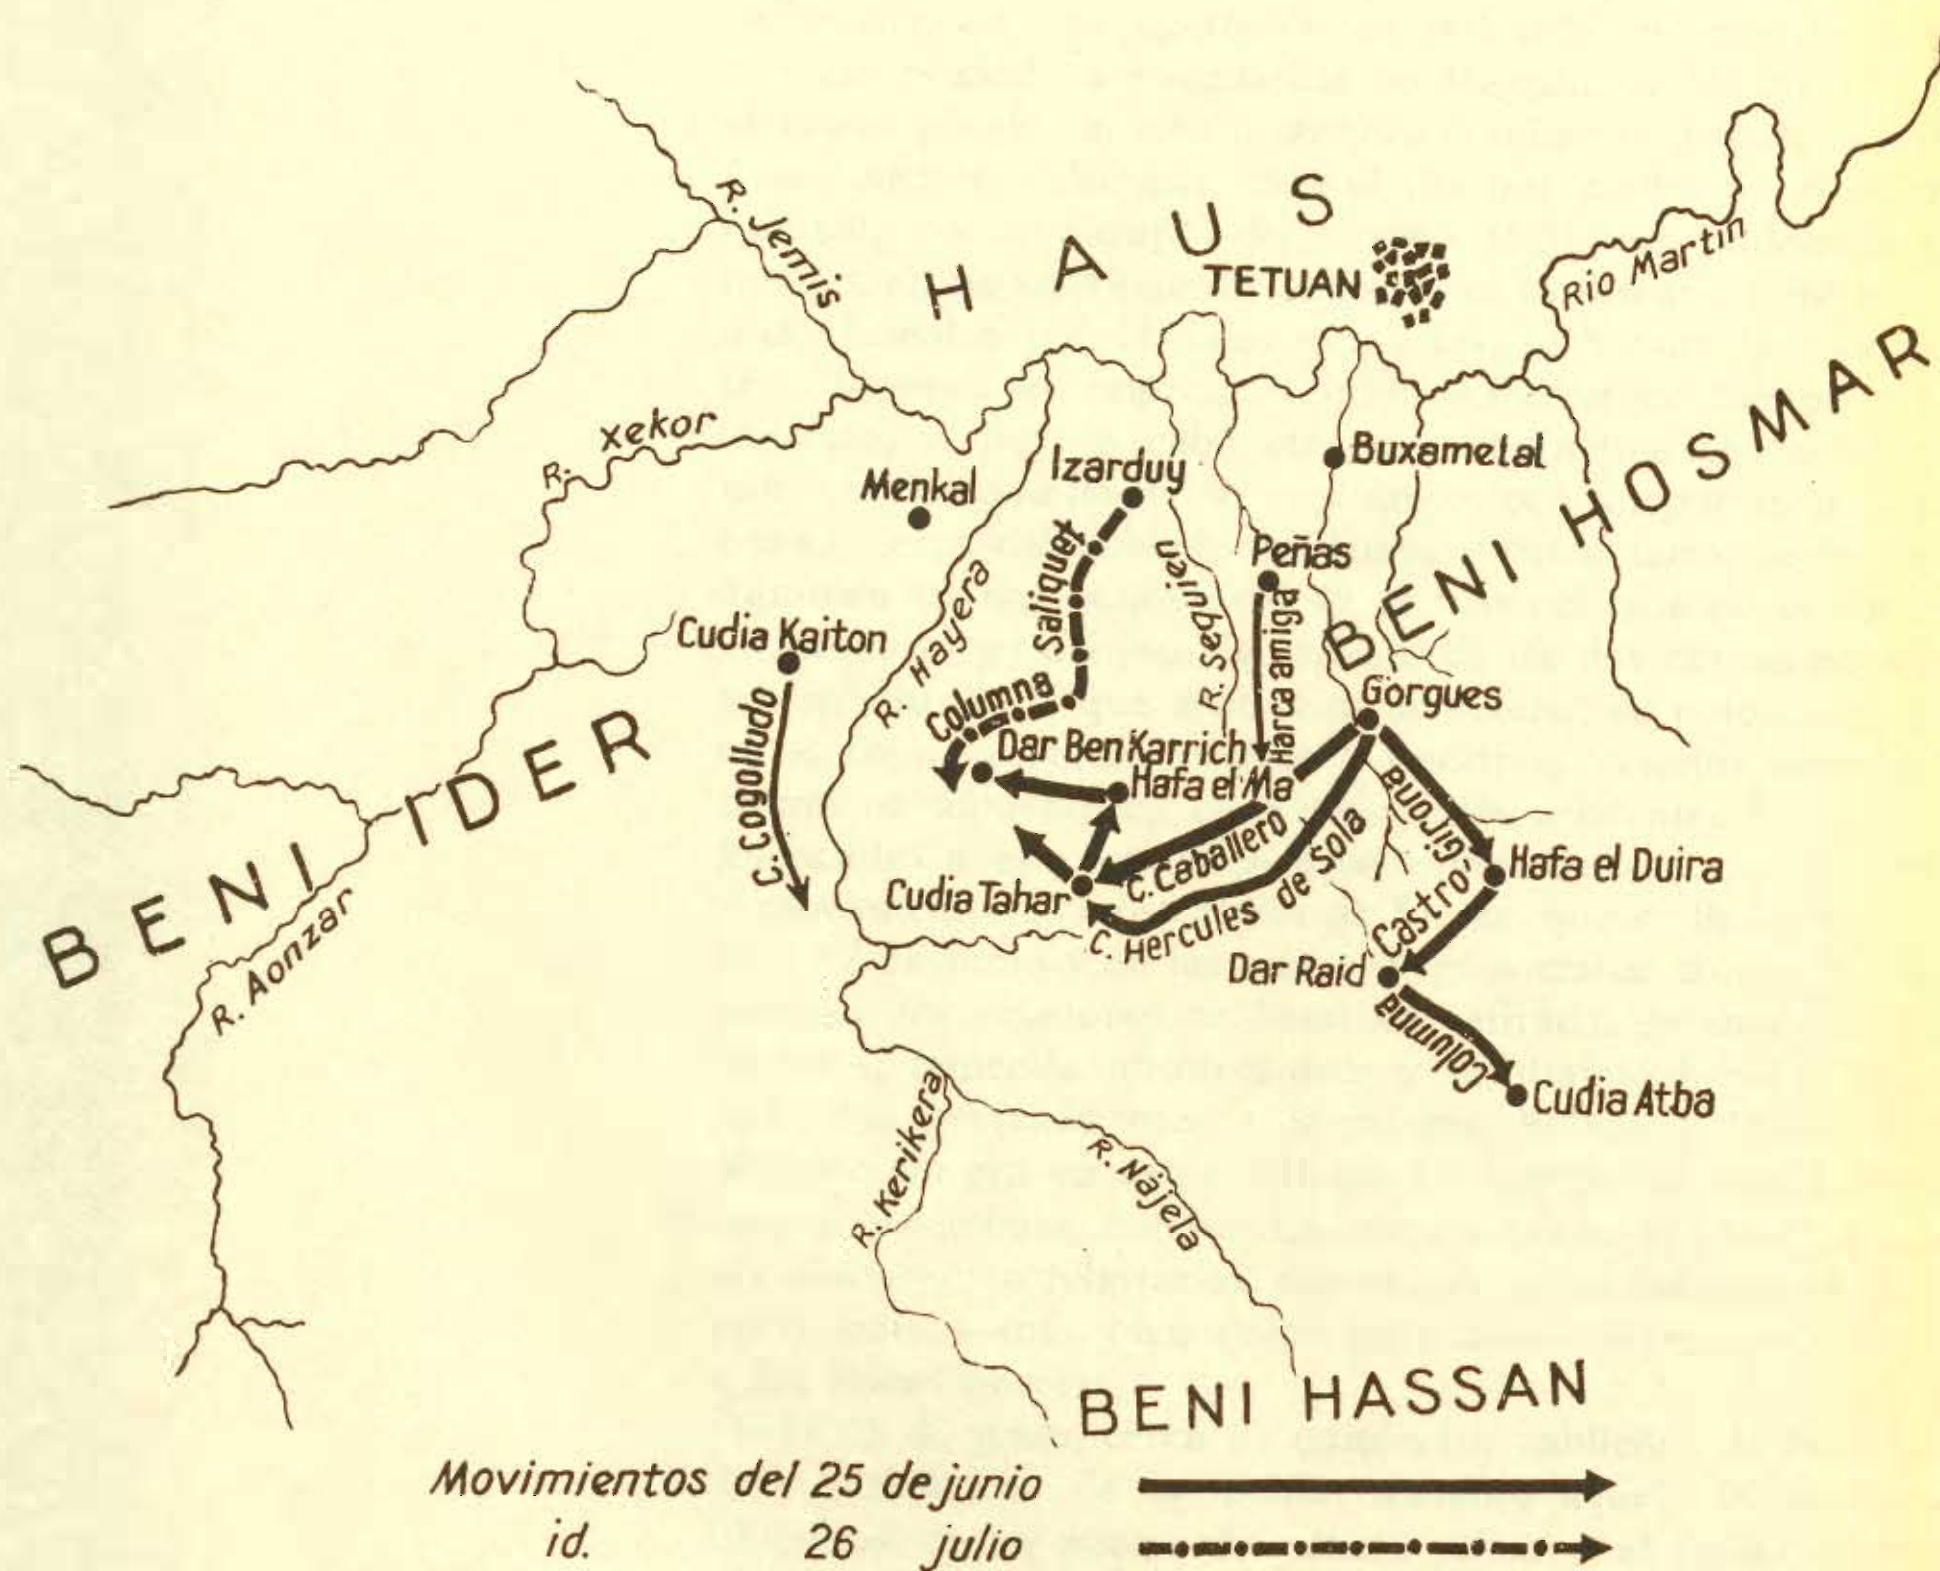 R. Jemis
HAUS
TETUAN
Rio Martin
R. xekor
Menkal
Izarduy
Buxametal
BENI HOSMAR
Peñas
Saliquet
R. Sequien
Harca amiga
R. Hayera
Cudia Kaiton
Columna
Gorgues
Dar Ben Karrich
Hafa el Ma
C. Cogolludo
BENI IDER
R. Aonzar
Cudia Tahar
C. Caballero
C. Hercules de Sola
Castro-Girona
Hafa el Duira
Dar Raid
Columna
Cudia Atba
R. Kerikera
R. Nájela
BENI HASSAN
Movimientos del 25 de junio
id. 26 julio